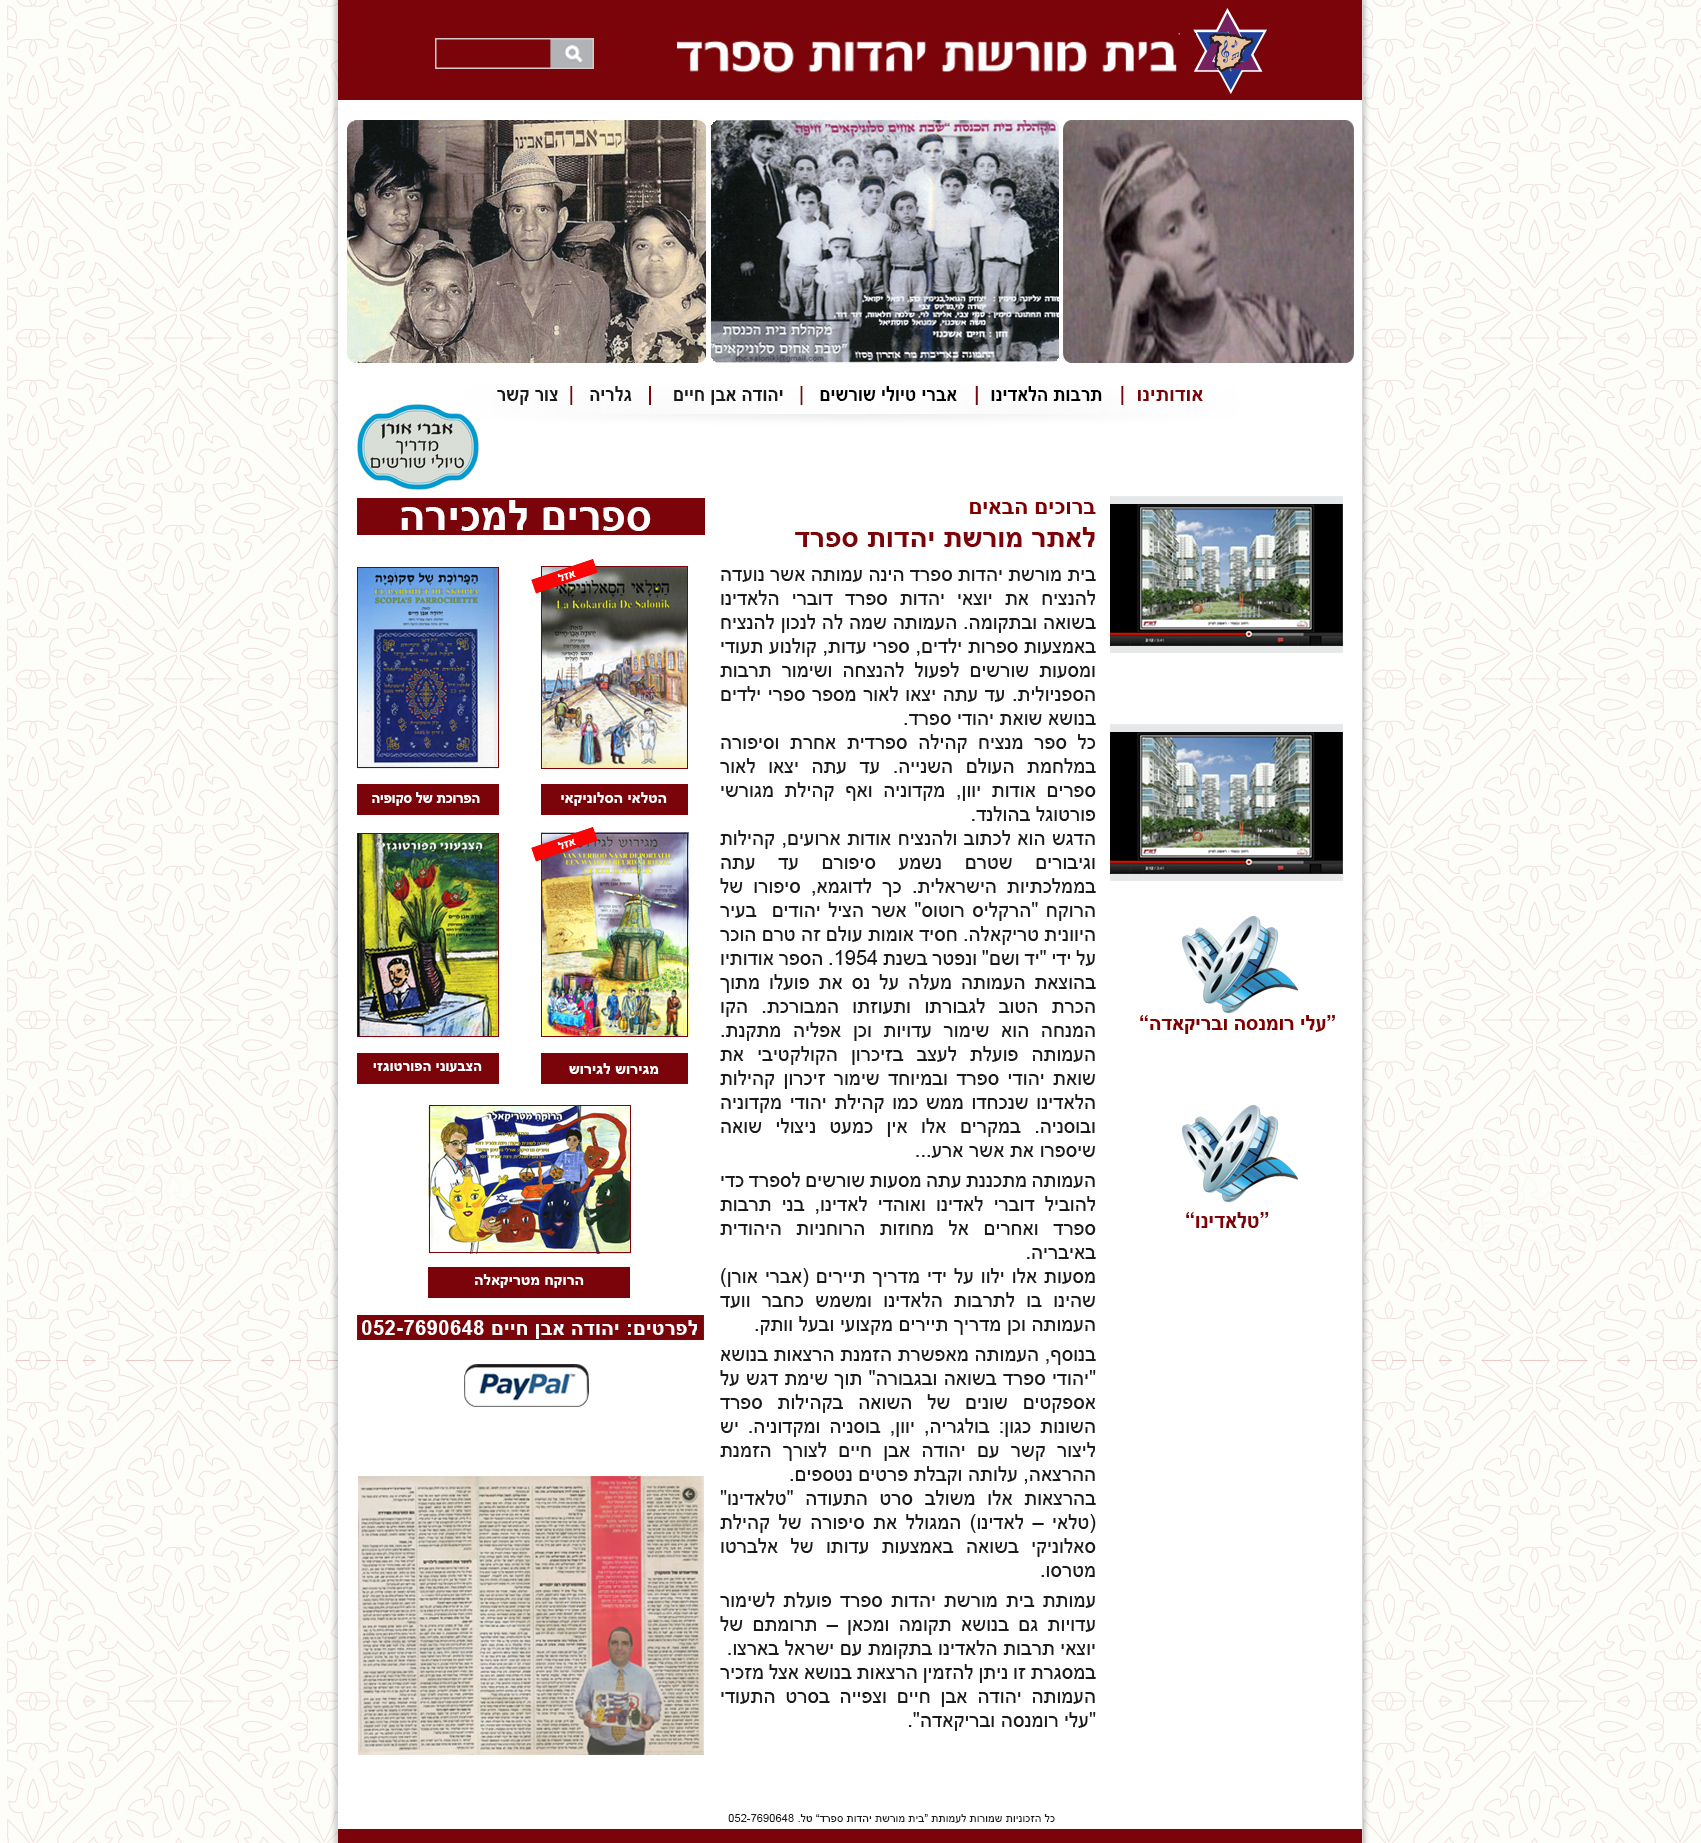 בית מורשת יהדות ספרד
קבר אברהם אבינו
מקהלת בית הכנסת "שבת אחים סלוניקאים" חיפה
חזן : חיים אשכנזי
התמונה באדיבות מר אהרון פסח
מקהלת בית הכנסת
"שבת אחים סלוניקאים"
אודותינו | תרבות הלאדינו | אברי טיולי שורשים | יהודה אבן חיים | גלריה | צור קשר
אברי אורן
מדריך
טיולי שורשים
ברוכים הבאים
לאתר מורשת יהדות ספרד
בית מורשת יהדות ספרד הינה עמותה אשר נועדה
להנציח את יוצאי יהדות ספרד דוברי הלאדינו
בשואה ובתקומה. העמותה שמה לה לנכון להנציח
באמצעות ספרות ילדים, ספרי עדות, קולנוע תעודי
ומסעות שורשים לפעול להנצחה ושימור תרבות
הספניולית. עד עתה יצאו לאור מספר ספרי ילדים
בנושא שואת יהודי ספרד.
כל ספר מנציח קהילה ספרדית אחרת וסיפורה
במלחמת העולם השנייה. עד עתה יצאו לאור
ספרים אודות יוון, מקדוניה ואף קהילת מגורשי
פורטוגל בהולנד.
הדגש הוא לכתוב ולהנציח אודות ארועים, קהילות
וגיבורים שטרם נשמע סיפורם עד עתה
בממלכתיות הישראלית. כך לדוגמא, סיפורו של
הרוקח "הרקליס רוטוס" אשר הציל יהודים בעיר
היוונית טריקאלה. חסיד אומות עולם זה טרם הוכר
על ידי "יד ושם" ונפטר בשנת 1954. הספר אודותיו
בהוצאת העמותה מעלה על נס את פועלו מתוך
הכרת הטוב לגבורתו ותעוזתו המבורכת. הקו
המנחה הוא שימור עדויות וכן אפליה מתקנת.
העמותה פועלת לעצב בזיכרון הקולקטיבי את
שואת יהודי ספרד ובמיוחד שימור זיכרון קהילות
הלאדינו שנכחדו ממש כמו קהילת יהודי מקדוניה
ובוסניה. במקרים אלו אין כמעט ניצולי שואה
שיספרו את אשר ארע...
העמותה מתכננת עתה מסעות שורשים לספרד כדי
להוביל דוברי לאדינו ואוהדי לאדינו, בני תרבות
ספרד ואחרים אל מחוזות הרוחניות היהודית
באיבריה.
מסעות אלו ילוו על ידי מדריך תיירים (אברי אורן)
שהינו בו לתרבות הלאדינו ומשמש כחבר וועד
העמותה וכן מדריך תיירים מקצועי ובעל וותק.
בנוסף, העמותה מאפשרת הזמנת הרצאות בנושא
"יהודי ספרד בשואה ובגבורה" תוך שימת דגש על
אספקטים שונים של השואה בקהילות ספרד
השונות כגון: בולגריה, יוון, בוסניה ומקדוניה. יש
ליצור קשר עם יהודה אבן חיים לצורך הזמנת
ההרצאה, עלותה וקבלת פרטים נטספים.
בהרצאות אלו משולב סרט התעודה "טלאדינו"
(טלאי – לאדינו) המגולל את סיפורה של קהילת
סאלוניקי בשואה באמצעות עדותו של אלברטו
מטרסו.
עמותת בית מורשת יהדות ספרד פועלת לשימור
עדויות גם בנושא תקומה ומכאן – תרומתם של
יוצאי תרבות הלאדינו בתקומת עם ישראל בארצו.
במסגרת זו ניתן להזמין הרצאות בנושא אצל מזכיר
העמותה יהודה אבן חיים וצפייה בסרט התעודי
"עלי רומנסה ובריקאדה".
”עלי רומנסה ובריקאדה“
”טלאדינו“
ספרים למכירה
אזל
הטלאי הסאלוניקאי
La Kokardia De Salonik
הפרוכת של סקופיה
SCOPIA'S PARROCHETTE
הטלאי הסלוניקאי
הפרוכת של סקופיה
אזל
מגירוש לגירוש
הצבעוני הפורטוגזי
מגירוש לגירוש
הצבעוני הפורטוגזי
הרוקח מטריקאלה
הרוקח מטריקאלה
לפרטים: יהודה אבן חיים 052-7690648
PayPal
כל הזכוניות שמורות לעמותת ”בית מורשת יהדות ספרד“ טל. 052-7690648